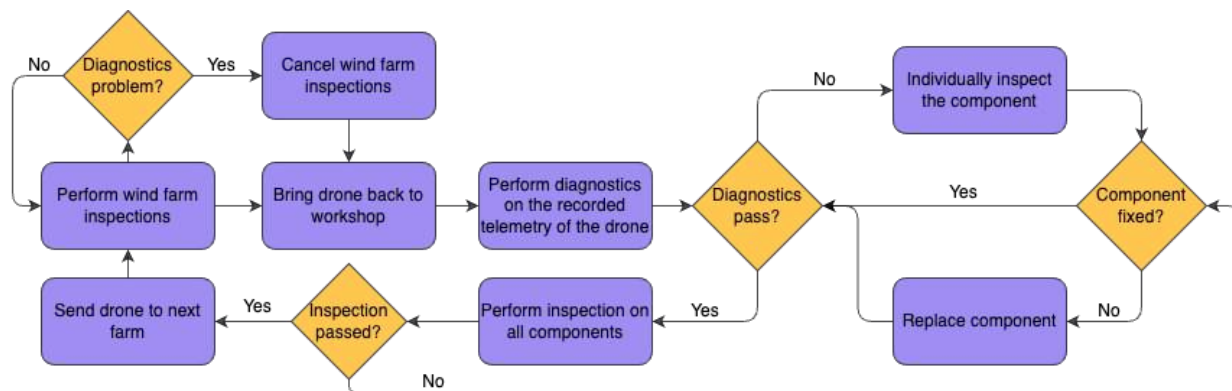 No
Diagnostics
problem?
Yes
Cancel wind farm
inspections
No
Individually inspect
the component
Perform wind farm
inspections
Bring drone back to
workshop
Perform diagnostics
on the recorded
telemetry of the drone
Diagnostics
pass?
Yes
Component
fixed?
Send drone to next
farm
Yes
Inspection
passed?
Perform inspection on
all components
Yes
Replace component
No
No